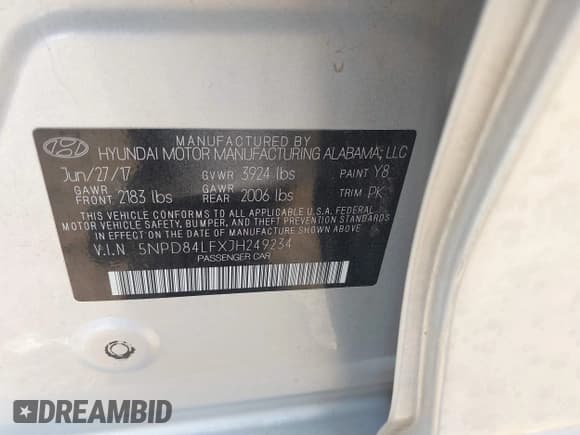 MANUFACTURED BY
HYUNDAI MOTOR MANUFACTURING ALABAMA, LLC
Jun/27/17 GVWR 3924 lbs PAINT Y8
GAWR FRONT 2183 lbs GAWR REAR 2006 lbs TRIM PK
THIS VEHICLE CONFORMS TO ALL APPLICABLE U.S. FEDERAL
MOTOR VEHICLE SAFETY, BUMPER, AND THEFT PREVENTION STANDARDS
IN EFFECT ON THE DATE OF MANUFACTURE SHOWN ABOVE.
V.I.N. 5NPD84LFXJH249234
PASSENGER CAR
DREAMBID